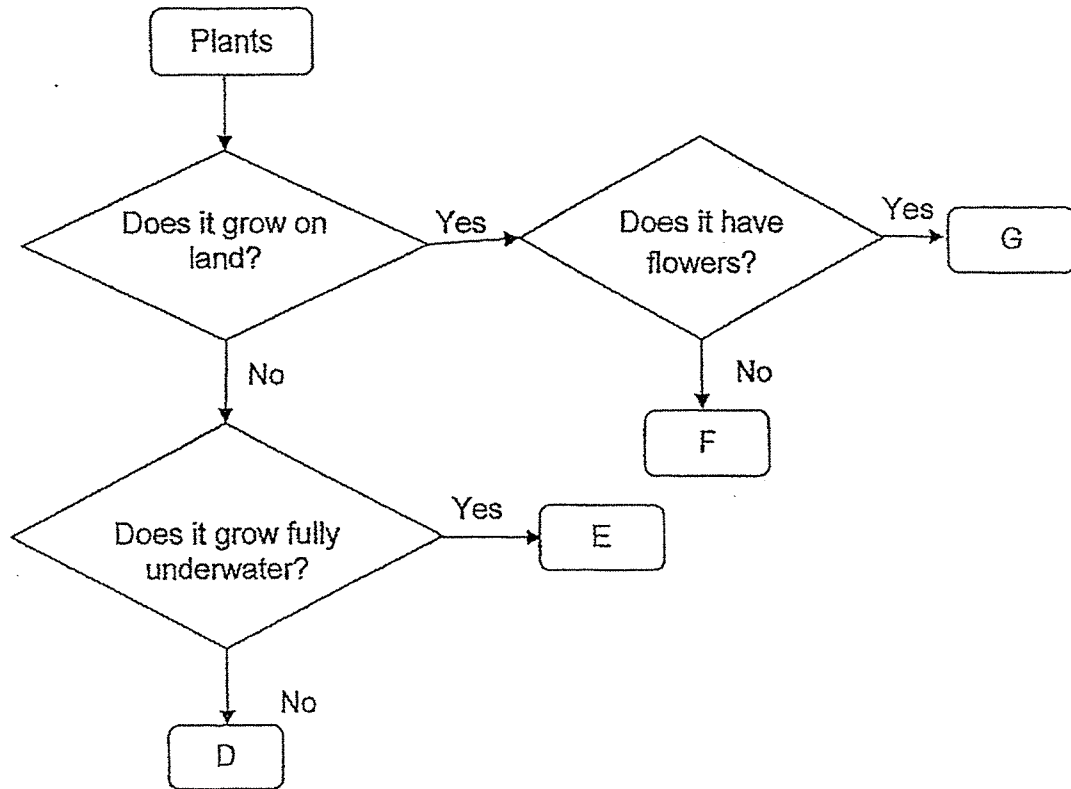 Plants
Does it grow on
land?
Yes
Does it have
flowers?
Yes
G
No
No
F
Does it grow fully
underwater?
Yes
E
No
D